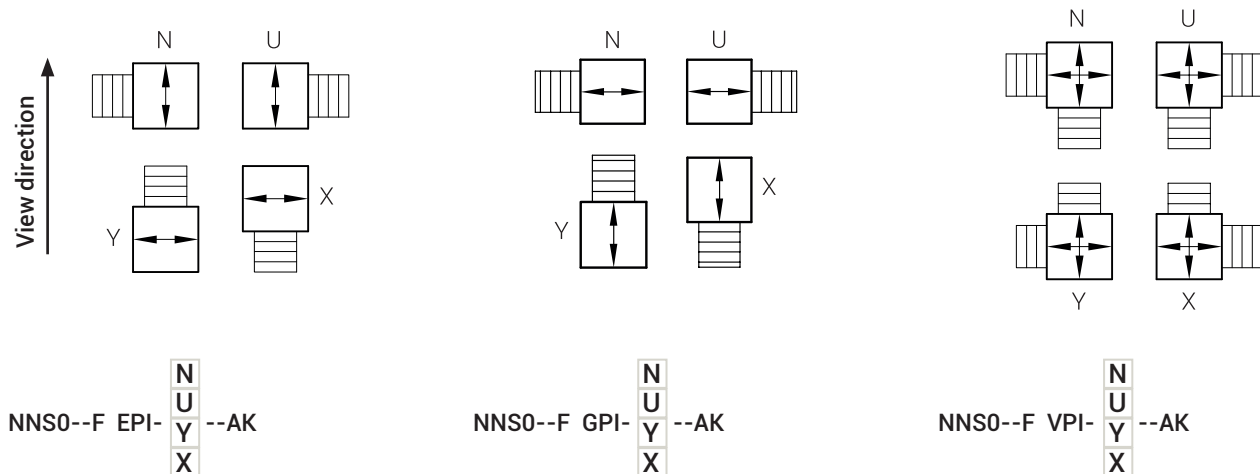 N U
View direction
Y X
N U
Y X
N U
Y X
NNS0--F EPI- N U Y X --AK
NNS0--F GPI- N U Y X --AK
NNS0--F VPI- N U Y X --AK